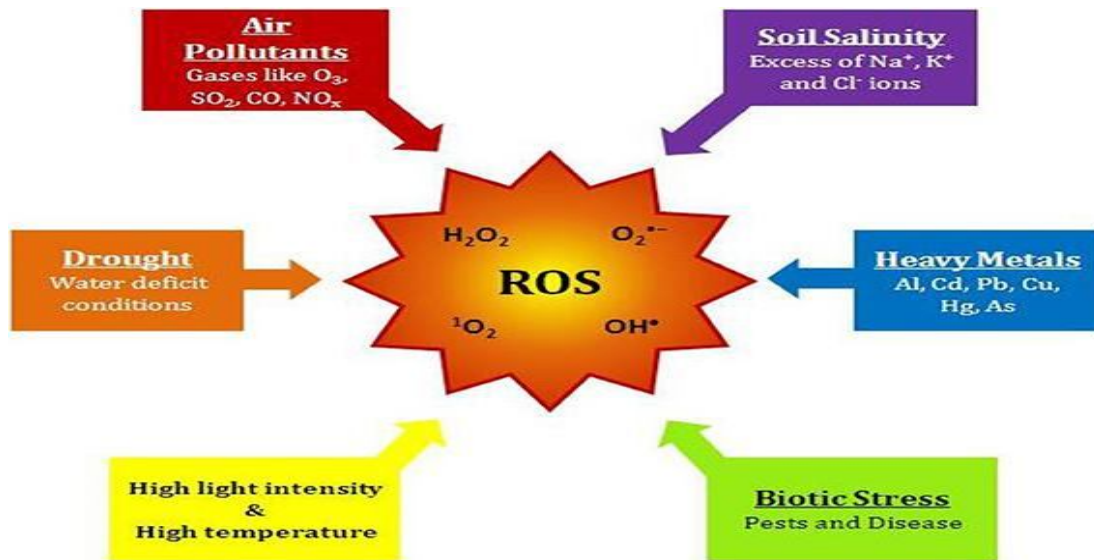 Air
Pollutants
Gases like O₃,
SO₂, CO, NOₓ
Soil Salinity
Excess of Na⁺, K⁺
and Cl⁻ ions
Drought
Water deficit
conditions
H₂O₂
O₂•−
ROS
¹O₂
OH•
Heavy Metals
Al, Cd, Pb, Cu,
Hg, As
High light intensity
&
High temperature
Biotic Stress
Pests and Disease